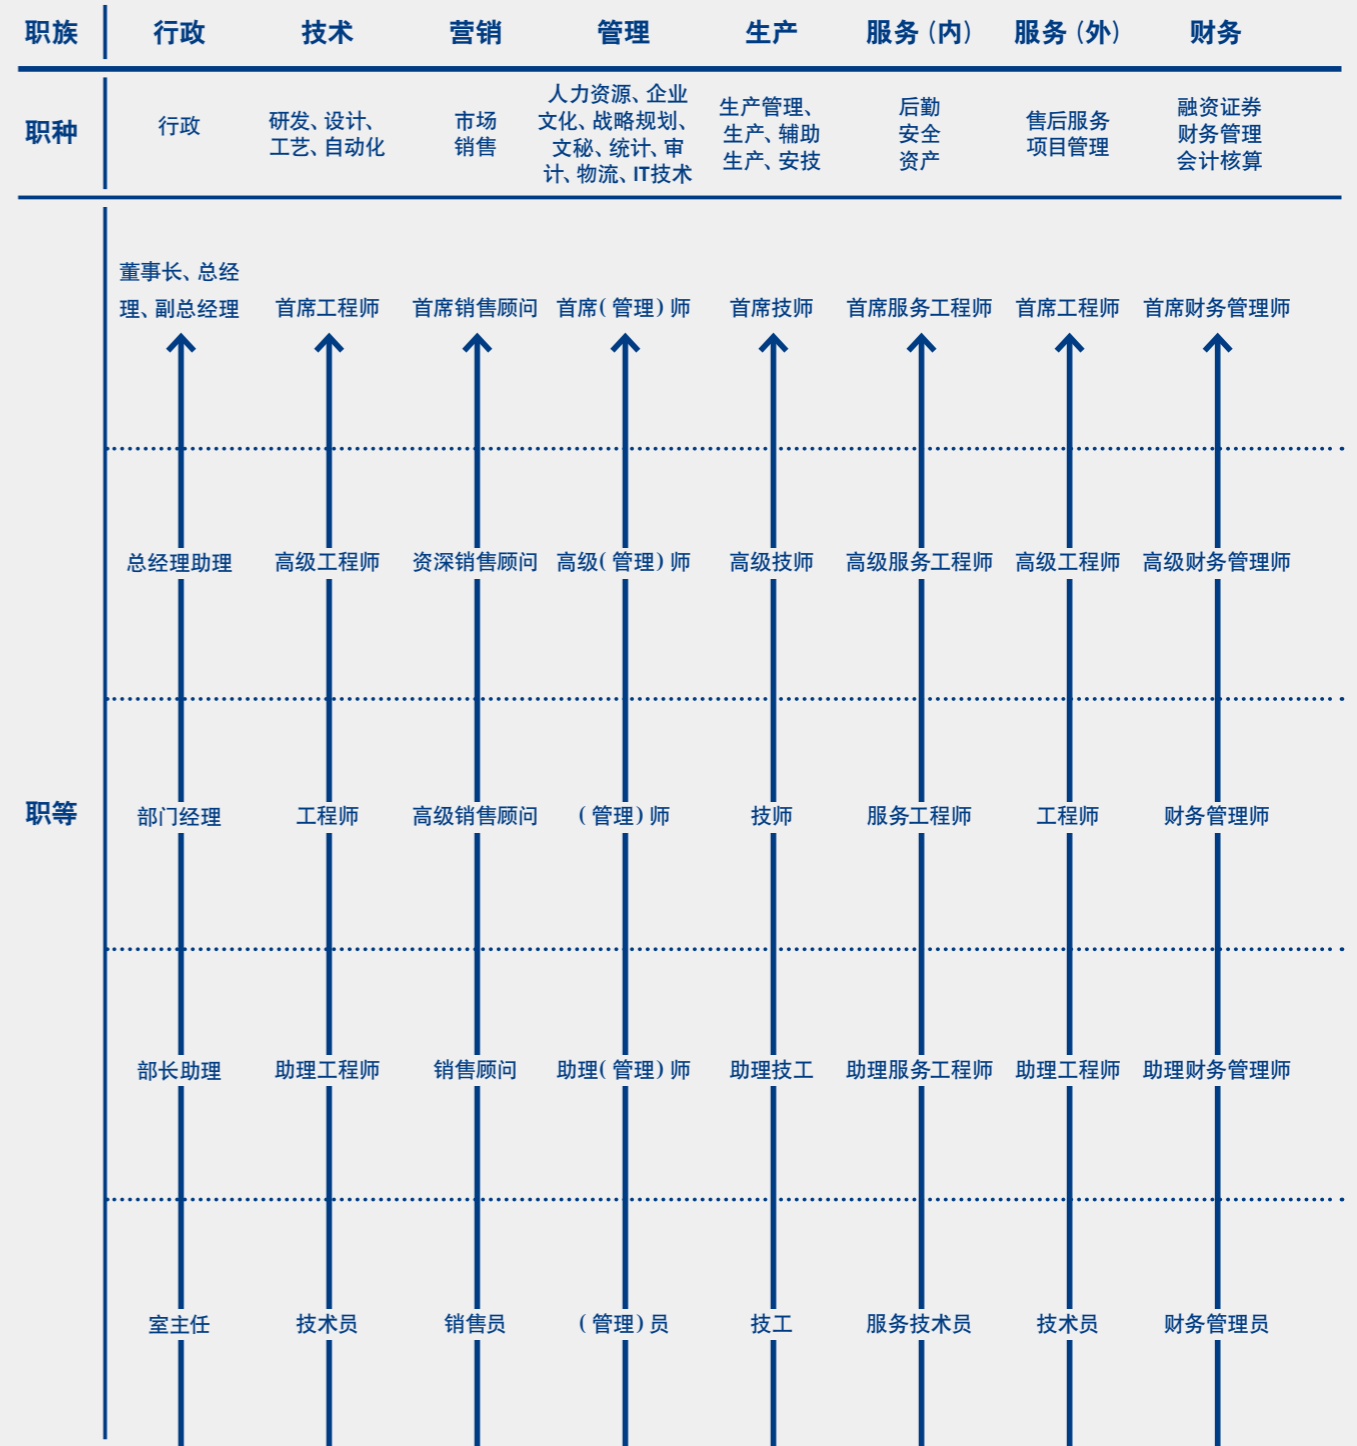 职族 行政 技术 营销 管理 生产 服务（内） 服务（外） 财务
职种
行政
研发、设计、
工艺、自动化
市场
销售
人力资源、企业
文化、战略规划、
文秘、统计、审
计、物流、IT技术
生产管理、
生产、辅助
生产、安技
后勤
安全
资产
售后服务
项目管理
融资证券
财务管理
会计核算
职等
董事长、总经
理、副总经理 首席工程师 首席销售顾问 首席（管理）师 首席技师 首席服务工程师 首席工程师 首席财务管理师
总经理助理 高级工程师 资深销售顾问 高级（管理）师 高级技师 高级服务工程师 高级工程师 高级财务管理师
部门经理 工程师 高级销售顾问 （管理）师 技师 服务工程师 工程师 财务管理师
部长助理 助理工程师 销售顾问 助理（管理）师 助理技工 助理服务工程师 助理工程师 助理财务管理师
室主任 技术员 销售员 （管理）员 技工 服务技术员 技术员 财务管理员